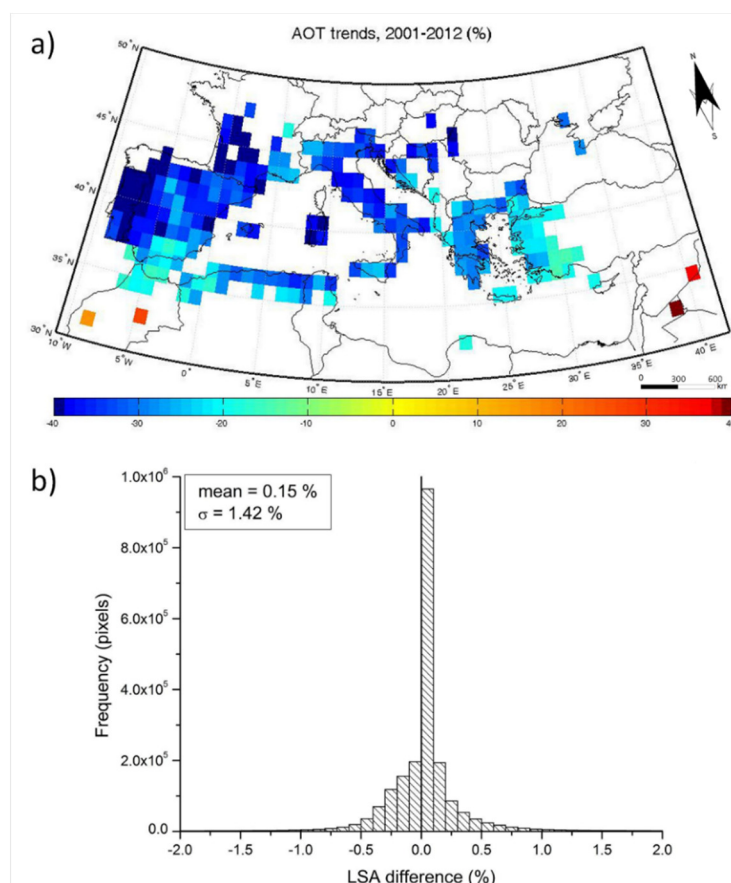 a)
AOT trends, 2001-2012 (%)
N
S
50°N
45°N
40°N
35°N
30°N
10°W
5°W
0°
5°E
10°E
15°E
20°E
25°E
30°E
35°E
40°E
0 300 600
km
-40 -30 -20 -10 0 10 20 30 40
b)
mean = 0.15 %
σ = 1.42 %
Frequency (pixels)
1.0x10⁶
8.0x10⁵
6.0x10⁵
4.0x10⁵
2.0x10⁵
0.0
-2.0 -1.5 -1.0 -0.5 0.0 0.5 1.0 1.5 2.0
LSA difference (%)